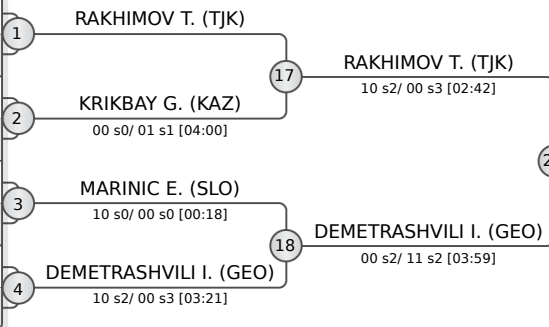 RAKHIMOV T. (TJK)
1
17
RAKHIMOV T. (TJK)
10 s2/ 00 s3 [02:42]
KRIKBAY G. (KAZ)
2
00 s0/ 01 s1 [04:00]
2
MARINIC E. (SLO)
3
10 s0/ 00 s0 [00:18]
18
DEMETRASHVILI I. (GEO)
00 s2/ 11 s2 [03:59]
DEMETRASHVILI I. (GEO)
4
10 s2/ 00 s3 [03:21]